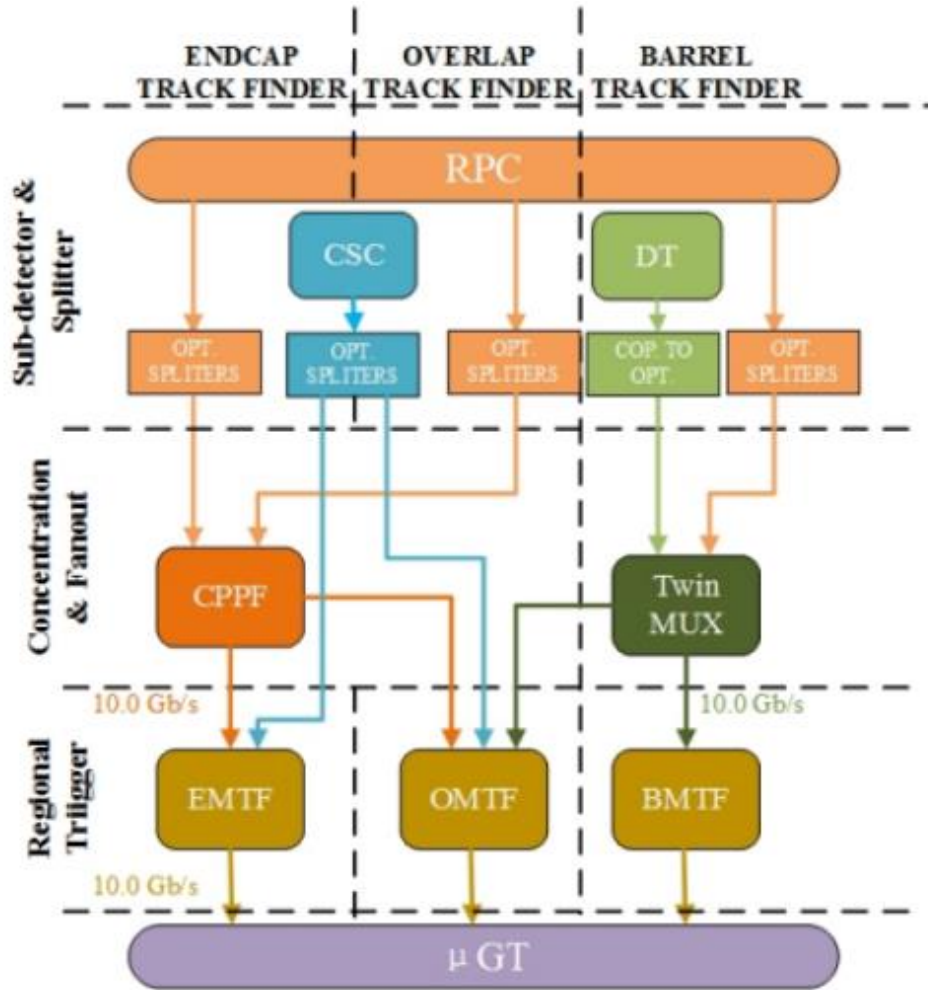 ENDCAP
TRACK FINDER
OVERLAP
TRACK FINDER
BARREL
TRACK FINDER
Sub-detector &
Splitter
RPC
CSC
DT
OPT.
SPLITERS
OPT.
SPLITERS
OPT.
SPLITERS
COP. TO
OPT.
OPT.
SPLITERS
Concentration
& Fanout
CPPF
Twin
MUX
10.0 Gb/s
10.0 Gb/s
Regional
Triigger
EMTF
OMTF
BMTF
10.0 Gb/s
μ GT